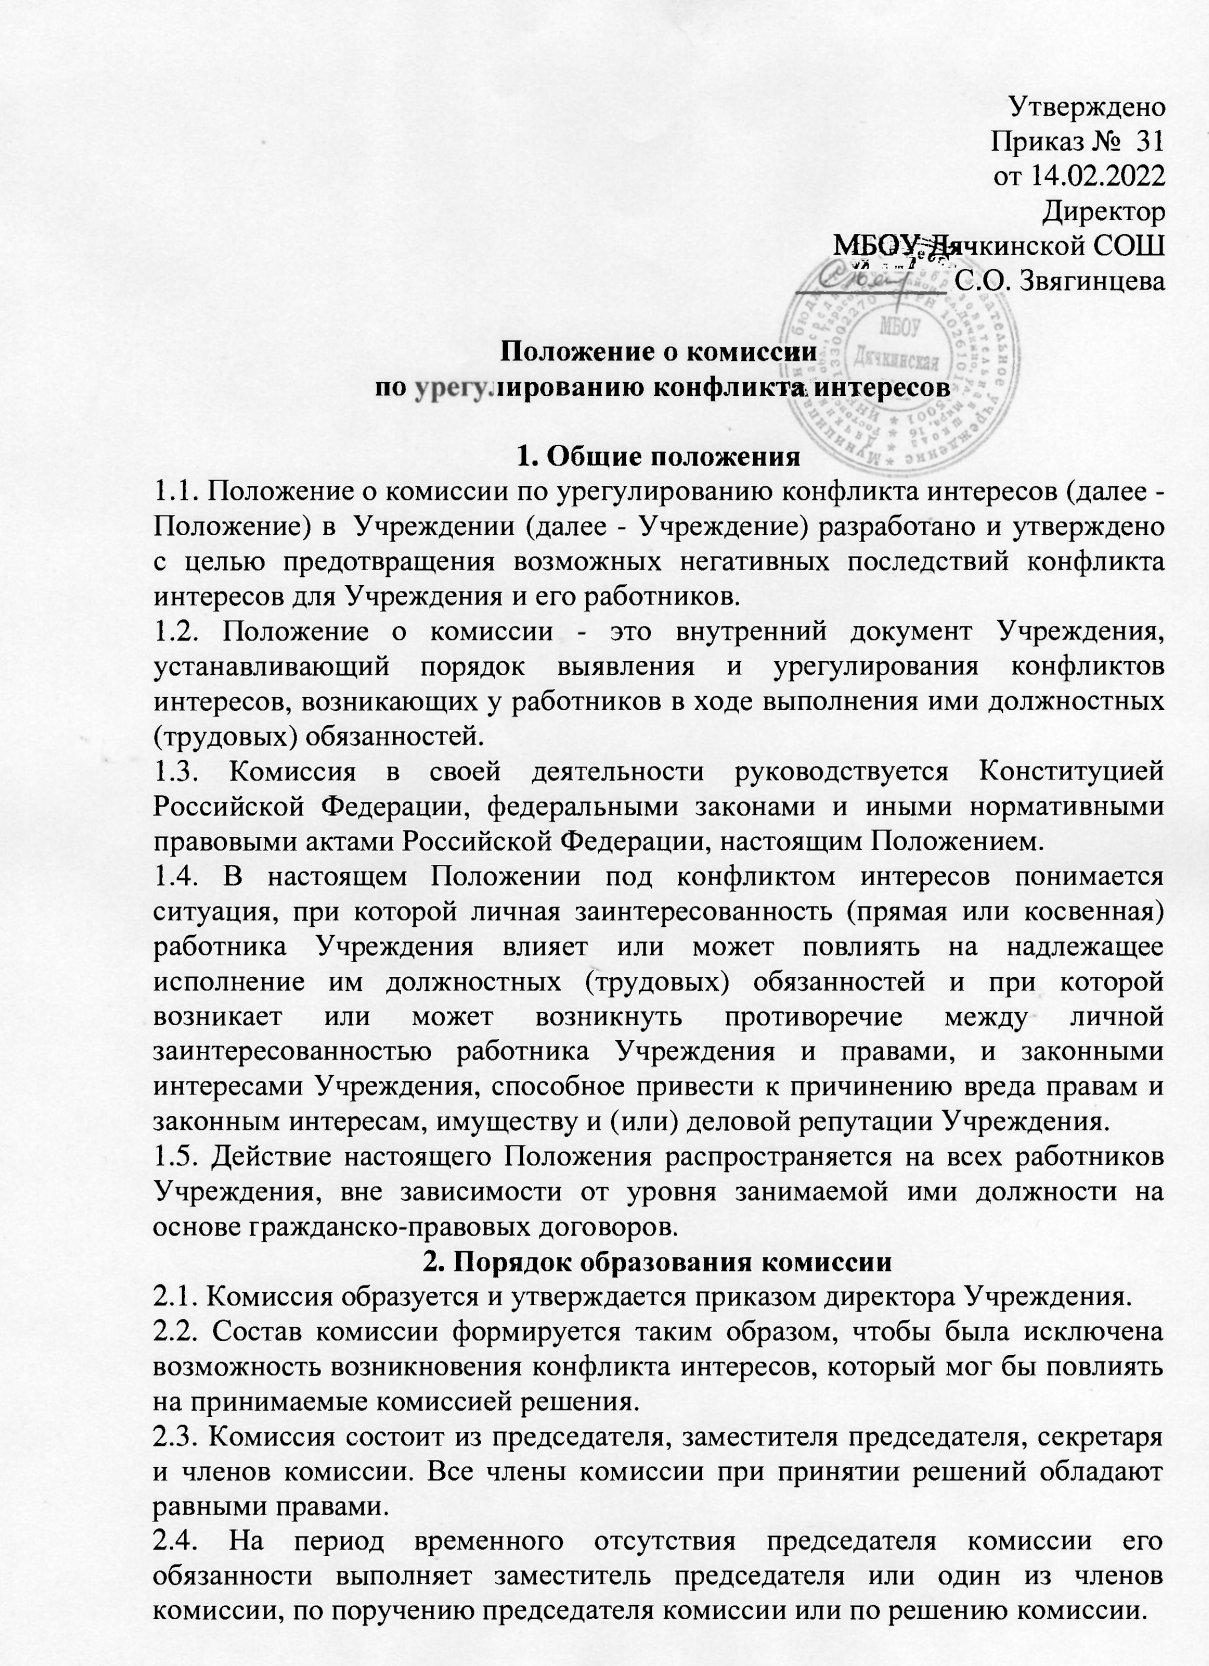 Утверждено
Приказ № 31
от 14.02.2022
Директор
МБОУ Дячкинской СОШ
С.О. Звягинцева
МБОУ
Дячкинская
Положение о комиссии
по урегулированию конфликта интересов
1. Общие положения
1.1. Положение о комиссии по урегулированию конфликта интересов (далее -
Положение) в Учреждении (далее - Учреждение) разработано и утверждено
с целью предотвращения возможных негативных последствий конфликта
интересов для Учреждения и его работников.
1.2. Положение о комиссии - это внутренний документ Учреждения,
устанавливающий порядок выявления и урегулирования конфликтов
интересов, возникающих у работников в ходе выполнения ими должностных
(трудовых) обязанностей.
1.3. Комиссия в своей деятельности руководствуется Конституцией
Российской Федерации, федеральными законами и иными нормативными
правовыми актами Российской Федерации, настоящим Положением.
1.4. В настоящем Положении под конфликтом интересов понимается
ситуация, при которой личная заинтересованность (прямая или косвенная)
работника Учреждения влияет или может повлиять на надлежащее
исполнение им должностных (трудовых) обязанностей и при которой
возникает или может возникнуть противоречие между личной
заинтересованностью работника Учреждения и правами, и законными
интересами Учреждения, способное привести к причинению вреда правам и
законным интересам, имуществу и (или) деловой репутации Учреждения.
1.5. Действие настоящего Положения распространяется на всех работников
Учреждения, вне зависимости от уровня занимаемой ими должности на
основе гражданско-правовых договоров.
2. Порядок образования комиссии
2.1. Комиссия образуется и утверждается приказом директора Учреждения.
2.2. Состав комиссии формируется таким образом, чтобы была исключена
возможность возникновения конфликта интересов, который мог бы повлиять
на принимаемые комиссией решения.
2.3. Комиссия состоит из председателя, заместителя председателя, секретаря
и членов комиссии. Все члены комиссии при принятии решений обладают
равными правами.
2.4. На период временного отсутствия председателя комиссии его
обязанности выполняет заместитель председателя или один из членов
комиссии, по поручению председателя комиссии или по решению комиссии.